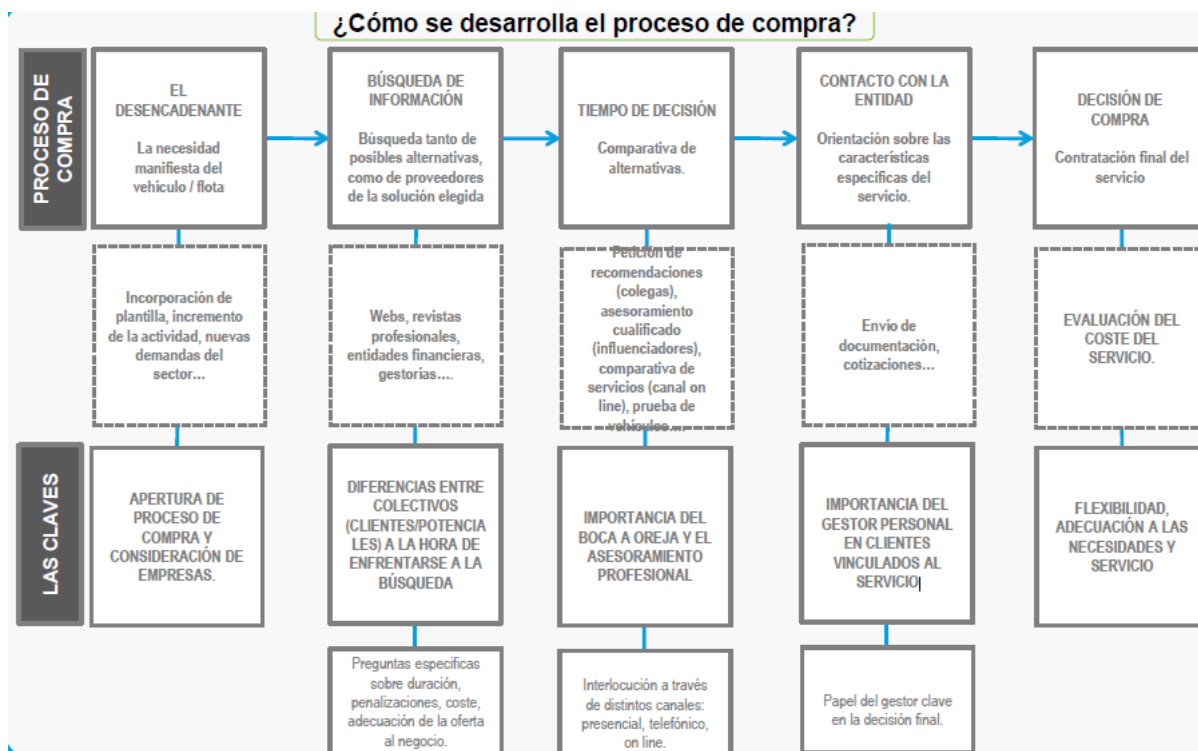 ¿Cómo se desarrolla el proceso de compra?
PROCESO DE
COMPRA
EL
DESENCADENANTE
La necesidad
manifiesta del
vehículo / flota
BÚSQUEDA DE
INFORMACIÓN
Búsqueda tanto de
posibles alternativas,
como de proveedores
de la solución elegida
TIEMPO DE DECISIÓN
Comparativa de
alternativas.
CONTACTO CON LA
ENTIDAD
Orientación sobre las
características
específicas del
servicio.
DECISIÓN DE
COMPRA
Contratación final del
servicio
Incorporación de
plantilla, incremento
de la actividad, nuevas
demandas del
sector…
Webs, revistas
profesionales,
entidades financieras,
gestorías….
Petición de
recomendaciones
(colegas),
asesoramiento
cualificado
(influenciadores),
comparativa de
servicios (canal on
line), prueba de
vehículos….
Envío de
documentación,
cotizaciones…
EVALUACIÓN DEL
COSTE DEL
SERVICIO.
LAS CLAVES
APERTURA DE
PROCESO DE
COMPRA Y
CONSIDERACIÓN DE
EMPRESAS.
DIFERENCIAS ENTRE
COLECTIVOS
(CLIENTES/POTENCIA
LES) A LA HORA DE
ENFRENTARSE A LA
BÚSQUEDA
IMPORTANCIA DEL
BOCA A OREJA Y EL
ASESORAMIENTO
PROFESIONAL
IMPORTANCIA DEL
GESTOR PERSONAL
EN CLIENTES
VINCULADOS AL
SERVICIO
FLEXIBILIDAD,
ADECUACIÓN A LAS
NECESIDADES Y
SERVICIO
Preguntas específicas
sobre duración,
penalizaciones, coste,
adecuación de la oferta
al negocio.
Interlocución a través
de distintos canales:
presencial, telefónico,
on line.
Papel del gestor clave
en la decisión final.